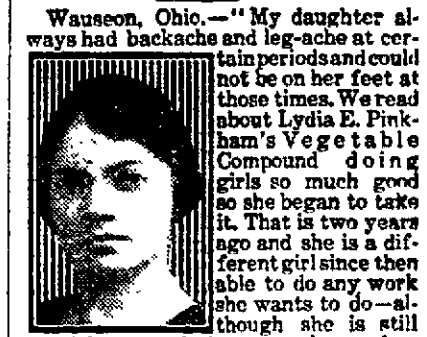 Wauseon, Ohio.—"My daughter al-
ways had backache and leg-ache at cer-
tain periods and could
not be on her feet at
those times. We read
about Lydia E. Pink-
ham's Vegetable
Compound doing
girls so much good
so she began to take
it. That is two years
ago and she is a dif-
ferent girl since then
able to do any work
she wants to do—al-
though she is still